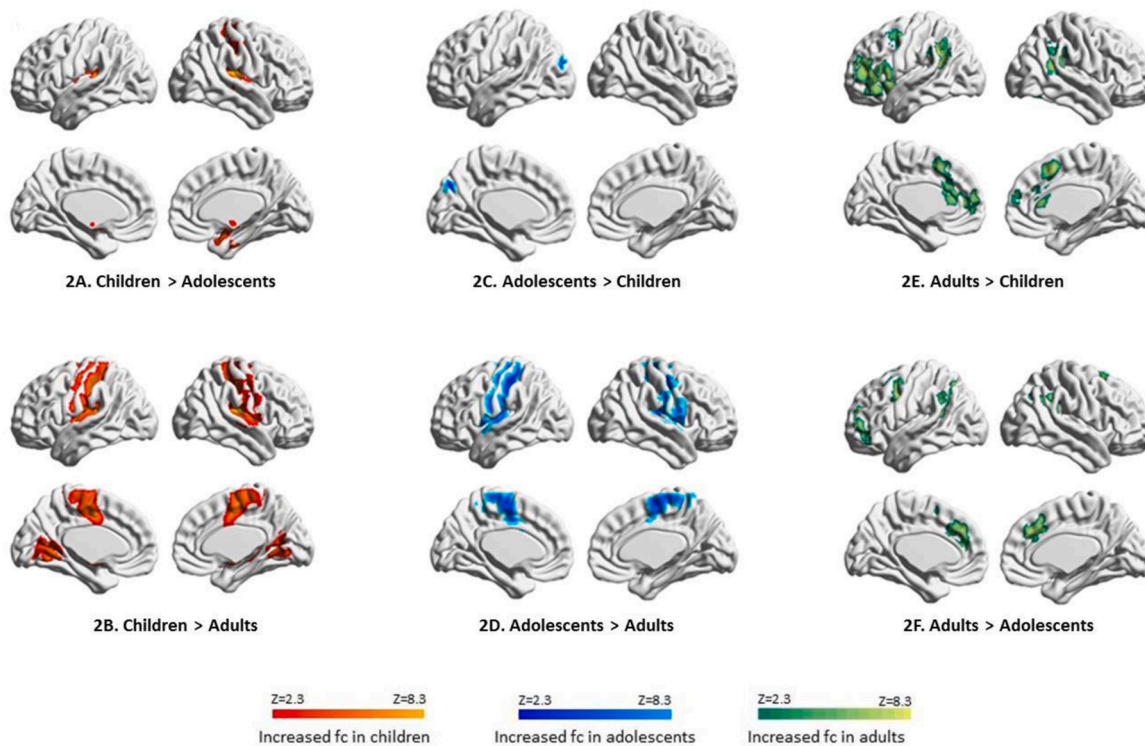 2A. Children > Adolescents
2C. Adolescents > Children
2E. Adults > Children
2B. Children > Adults
2D. Adolescents > Adults
2F. Adults > Adolescents
Z=2.3 Z=8.3
Increased fc in children
Z=2.3 Z=8.3
Increased fc in adolescents
Z=2.3 Z=8.3
Increased fc in adults